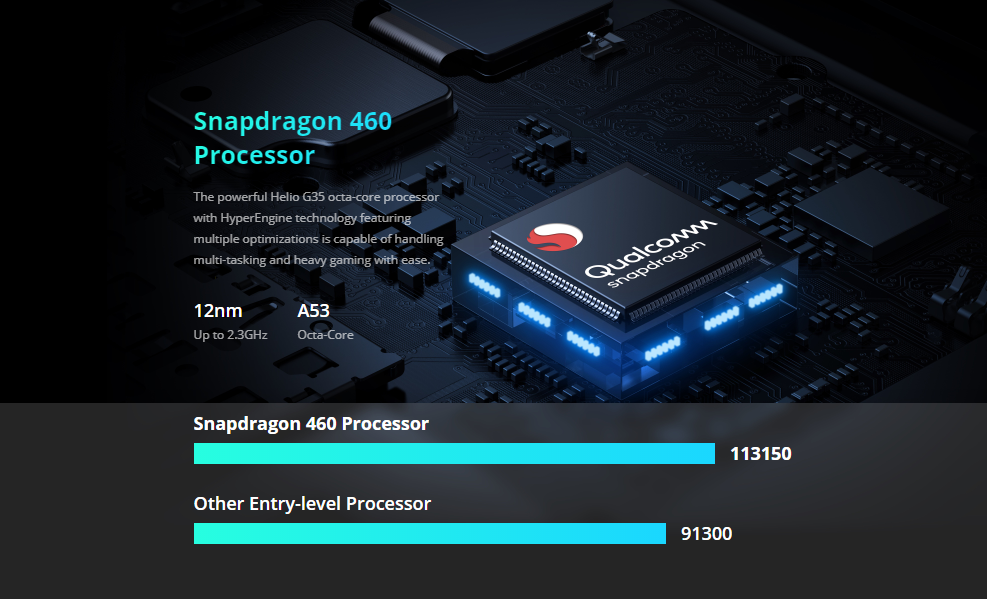 Snapdragon 460
Processor
The powerful Helio G35 octa-core processor
with HyperEngine technology featuring
multiple optimizations is capable of handling
multi-tasking and heavy gaming with ease.
12nm
Up to 2.3GHz
A53
Octa-Core
Qualcomm
snapdragon
Snapdragon 460 Processor
113150
Other Entry-level Processor
91300